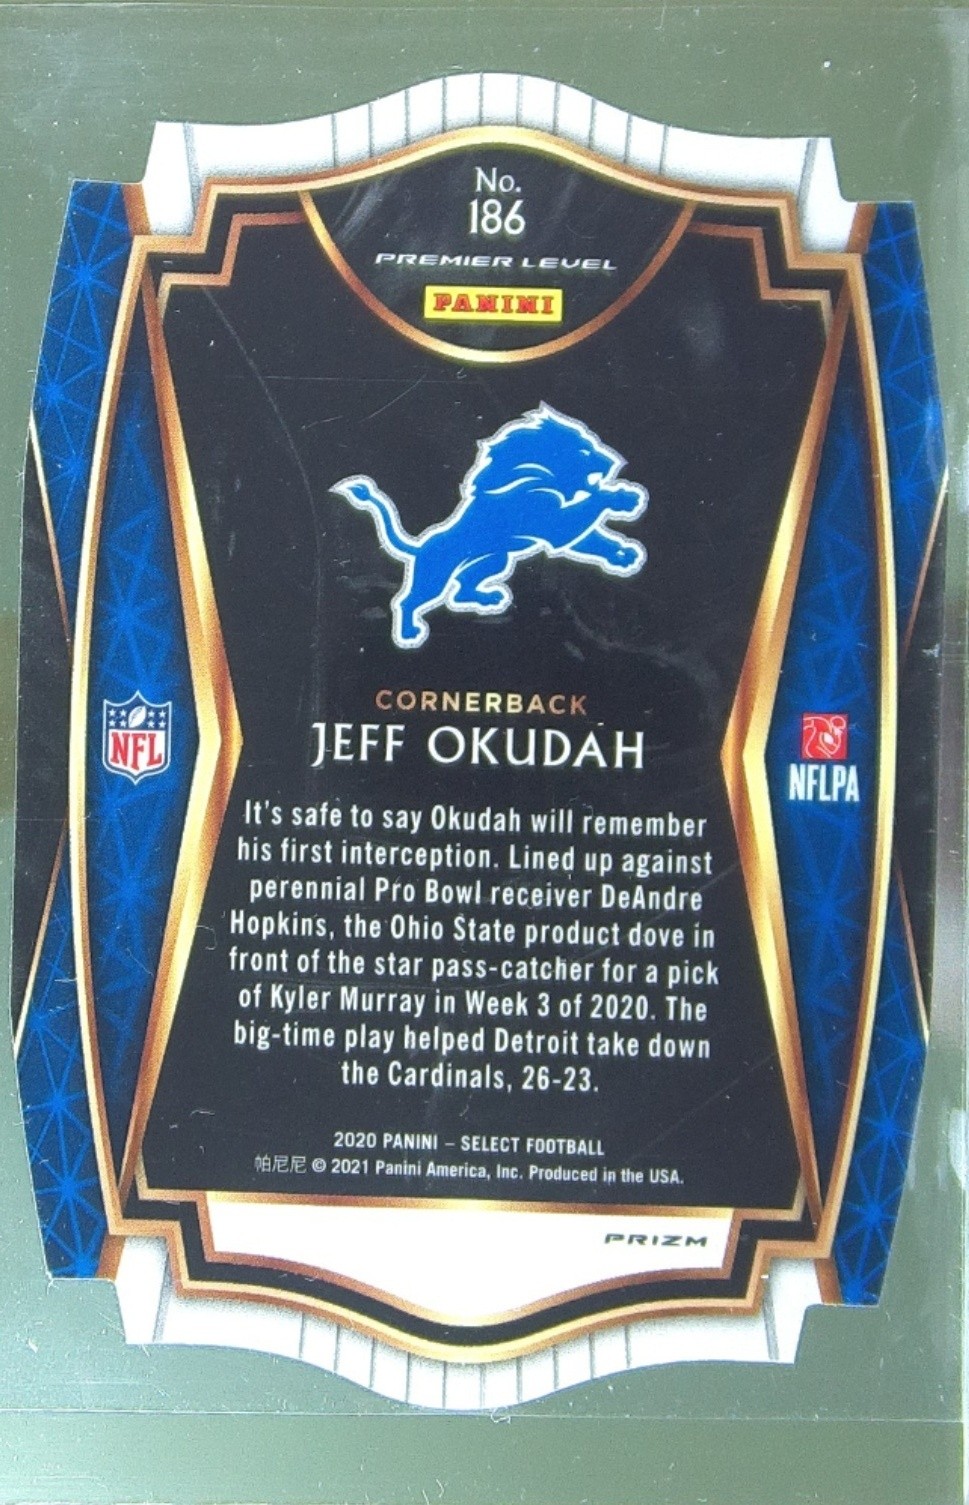 No.
186
PREMIER LEVEL
PANINI
CORNERBACK
JEFF OKUDAH
NFL
NFLPA
It's safe to say Okudah will remember
his first interception. Lined up against
perennial Pro Bowl receiver DeAndre
Hopkins, the Ohio State product dove in
front of the star pass-catcher for a pick
of Kyler Murray in Week 3 of 2020. The
big-time play helped Detroit take down
the Cardinals, 26-23.
2020 PANINI – SELECT FOOTBALL
帕尼尼 © 2021 Panini America, Inc. Produced in the USA.
PRIZM